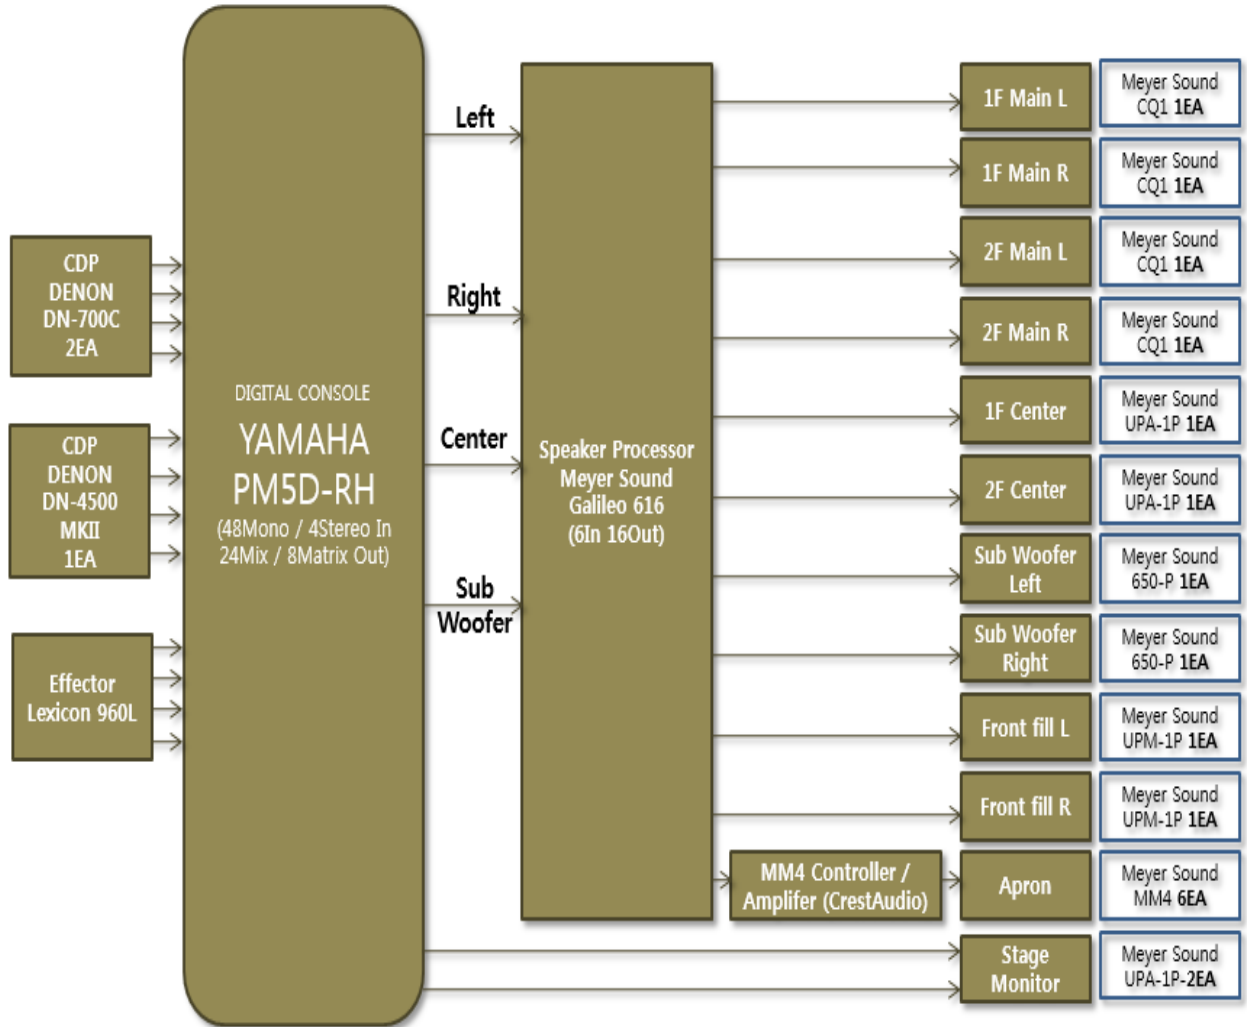 CDP
DENON
DN-700C
2EA
CDP
DENON
DN-4500
MKII
1EA
Effector
Lexicon 960L
DIGITAL CONSOLE
YAMAHA
PM5D-RH
(48Mono / 4Stereo In
24Mix / 8Matrix Out)
Left
Right
Center
Sub
Woofer
Speaker Processor
Meyer Sound
Galileo 616
(6In 16Out)
MM4 Controller /
Amplifer (CrestAudio)
1F Main L
Meyer Sound
CQ1 1EA
1F Main R
Meyer Sound
CQ1 1EA
2F Main L
Meyer Sound
CQ1 1EA
2F Main R
Meyer Sound
CQ1 1EA
1F Center
Meyer Sound
UPA-1P 1EA
2F Center
Meyer Sound
UPA-1P 1EA
Sub Woofer
Left
Meyer Sound
650-P 1EA
Sub Woofer
Right
Meyer Sound
650-P 1EA
Front fill L
Meyer Sound
UPM-1P 1EA
Front fill R
Meyer Sound
UPM-1P 1EA
Apron
Meyer Sound
MM4 6EA
Stage
Monitor
Meyer Sound
UPA-1P-2EA